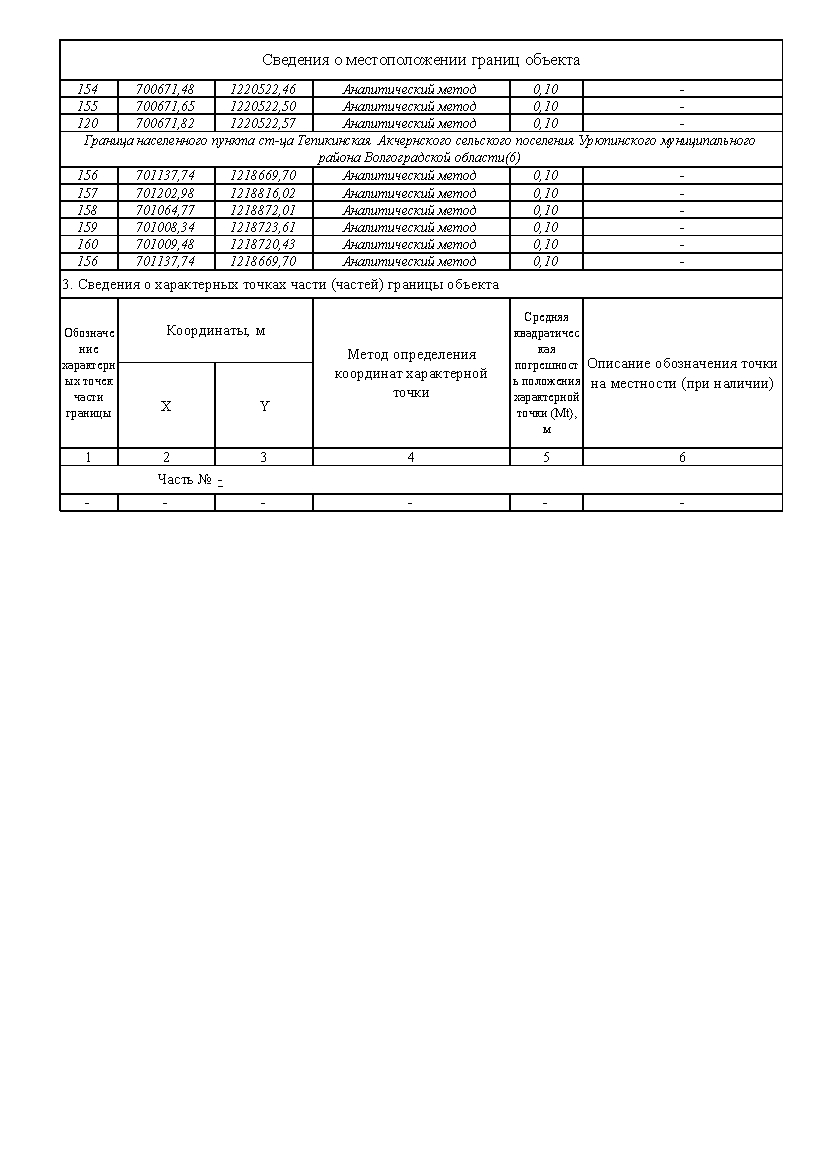 Сведения о местоположении границ объекта
154 700671,48 1220522,46 Аналитический метод 0,10 -
155 700671,65 1220522,50 Аналитический метод 0,10 -
120 700671,82 1220522,57 Аналитический метод 0,10 -
Граница населенного пункта ст-ца Тепикинская Акчернского сельского поселения Урюпинского муниципального
района Волгоградской области(6)
156 701137,74 1218669,70 Аналитический метод 0,10 -
157 701202,98 1218816,02 Аналитический метод 0,10 -
158 701064,77 1218872,01 Аналитический метод 0,10 -
159 701008,34 1218723,61 Аналитический метод 0,10 -
160 701009,48 1218720,43 Аналитический метод 0,10 -
156 701137,74 1218669,70 Аналитический метод 0,10 -
3. Сведения о характерных точках части (частей) границы объекта
Обозначе
ние
характерн
ых точек
части
границы
Координаты, м
X
Y
Метод определения
координат характерной
точки
Средняя
квадратичес
кая
погрешност
ь положения
характерной
точки (Mt),
м
Описание обозначения точки
на местности (при наличии)
1 2 3 4 5 6
Часть № -
- - - - - -